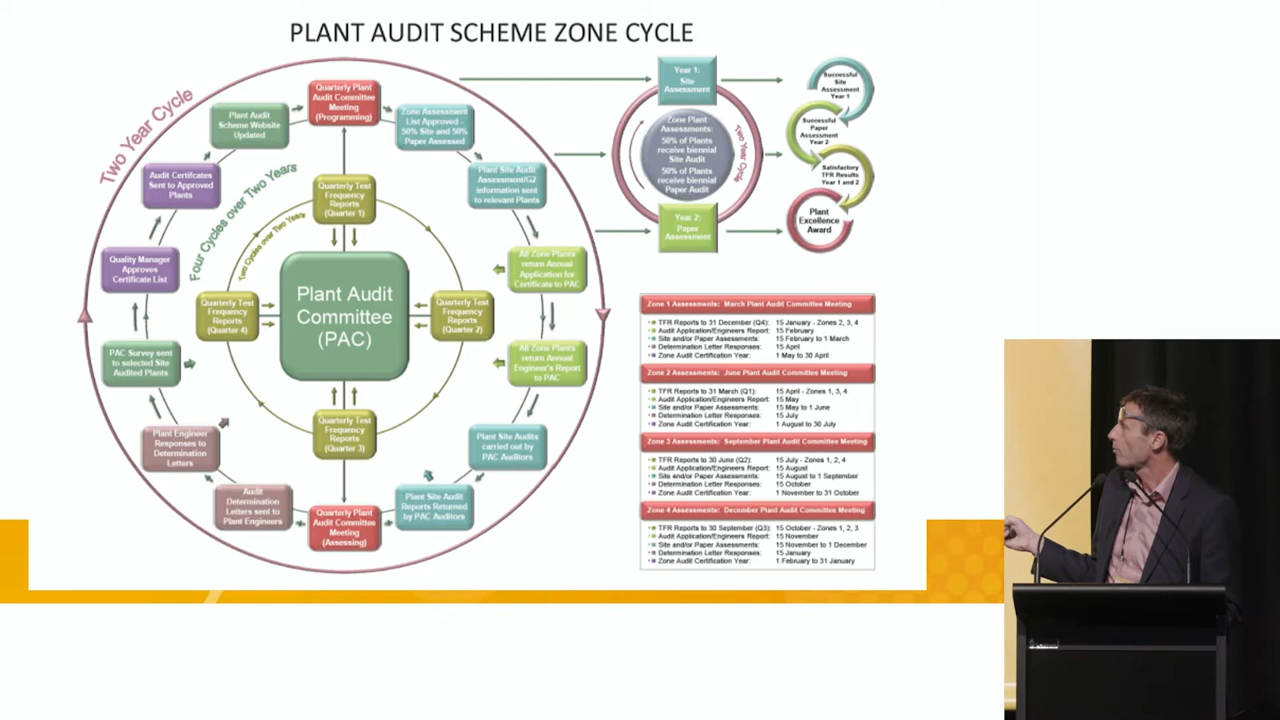 PLANT AUDIT SCHEME ZONE CYCLE
Two Year Cycle
Four Cycles over Two Years
Two Cycles over Two Years
Quarterly Plant
Audit Committee
Meeting
(Programming)
Zone Assessment
List Approved -
50% Site and 50%
Paper Assessed
Plant Site Audit
Assessment/G2
information sent
to relevant Plants
All Zone Plants
return Annual
Application for
Certificate to PAC
All Zone Plants
return Annual
Engineer's Report
to PAC
Plant Site Audits
carried out by
PAC Auditors
Plant Site Audit
Reports Returned
by PAC Auditors
Quarterly Plant
Audit Committee
Meeting
(Assessing)
Audit
Determination
Letters sent to
Plant Engineers
Plant Engineer
Responses to
Determination
Letters
PAC Survey sent
to selected Site
Audited Plants
Quality Manager
Approves
Certificate List
Audit Certifcates
Sent to Approved
Plants
Plant Audit
Scheme Website
Updated
Quarterly Test
Frequency
Reports
(Quarter 1)
Quarterly Test
Frequency
Reports
(Quarter 2)
Quarterly Test
Frequency
Reports
(Quarter 3)
Quarterly Test
Frequency
Reports
(Quarter 4)
Plant Audit
Committee
(PAC)
Year 1:
Site
Assessment
Zone Plant
Assessments:
50% of Plants
receive biennial
Site Audit
50% of Plants
receive biennial
Paper Audit
Two Year Cycle
Year 2:
Paper
Assessment
Successful
Site
Assessment
Year 1
Successful
Paper
Assessment
Year 2
Satisfactory
TFR Results
Year 1 and 2
Plant
Excellence
Award
Zone 1 Assessments: March Plant Audit Committee Meeting
TFR Reports to 31 December (Q4): 15 January - Zones 2, 3, 4
Audit Application/Engineers Report: 15 February
Site and/or Paper Assessments: 15 February to 1 March
Determination Letter Responses: 15 April
Zone Audit Certification Year: 1 May to 30 April
Zone 2 Assessments: June Plant Audit Committee Meeting
TFR Reports to 31 March (Q1): 15 April - Zones 1, 3, 4
Audit Application/Engineers Report: 15 May
Site and/or Paper Assessments: 15 May to 1 June
Determination Letter Responses: 15 July
Zone Audit Certification Year: 1 August to 30 July
Zone 3 Assessments: September Plant Audit Committee Meeting
TFR Reports to 30 June (Q2): 15 July - Zones 1, 2, 4
Audit Application/Engineers Report: 15 August
Site and/or Paper Assessments: 15 August to 1 September
Determination Letter Responses: 15 October
Zone Audit Certification Year: 1 November to 31 October
Zone 4 Assessments: December Plant Audit Committee Meeting
TFR Reports to 30 September (Q3): 15 October - Zones 1, 2, 3
Audit Application/Engineers Report: 15 November
Site and/or Paper Assessments: 15 November to 1 December
Determination Letter Responses: 15 January
Zone Audit Certification Year: 1 February to 31 January